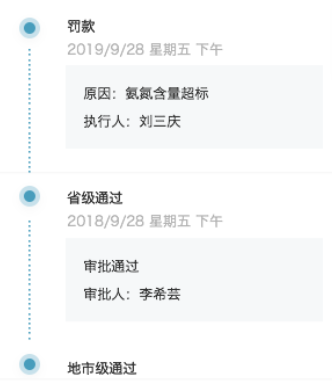 罚款
2019/9/28 星期五 下午
原因：氨氮含量超标
执行人：刘三庆
省级通过
2018/9/28 星期五 下午
审批通过
审批人：李希芸
地市级通过